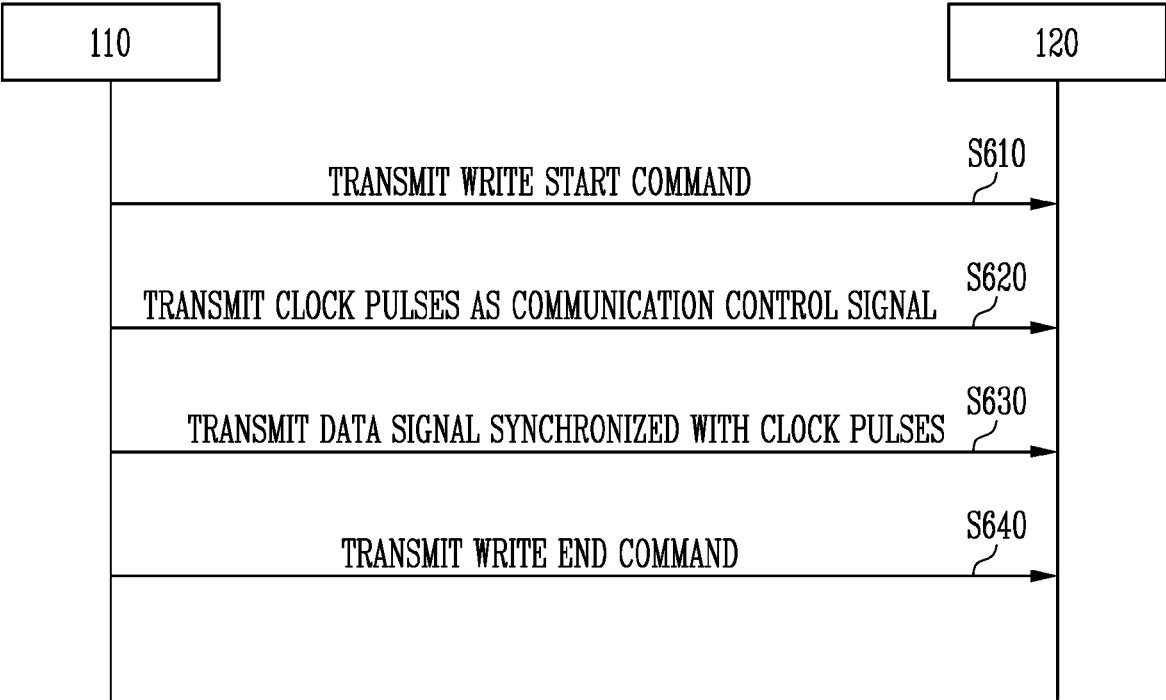 110
120
S610
TRANSMIT WRITE START COMMAND
S620
TRANSMIT CLOCK PULSES AS COMMUNICATION CONTROL SIGNAL
S630
TRANSMIT DATA SIGNAL SYNCHRONIZED WITH CLOCK PULSES
S640
TRANSMIT WRITE END COMMAND